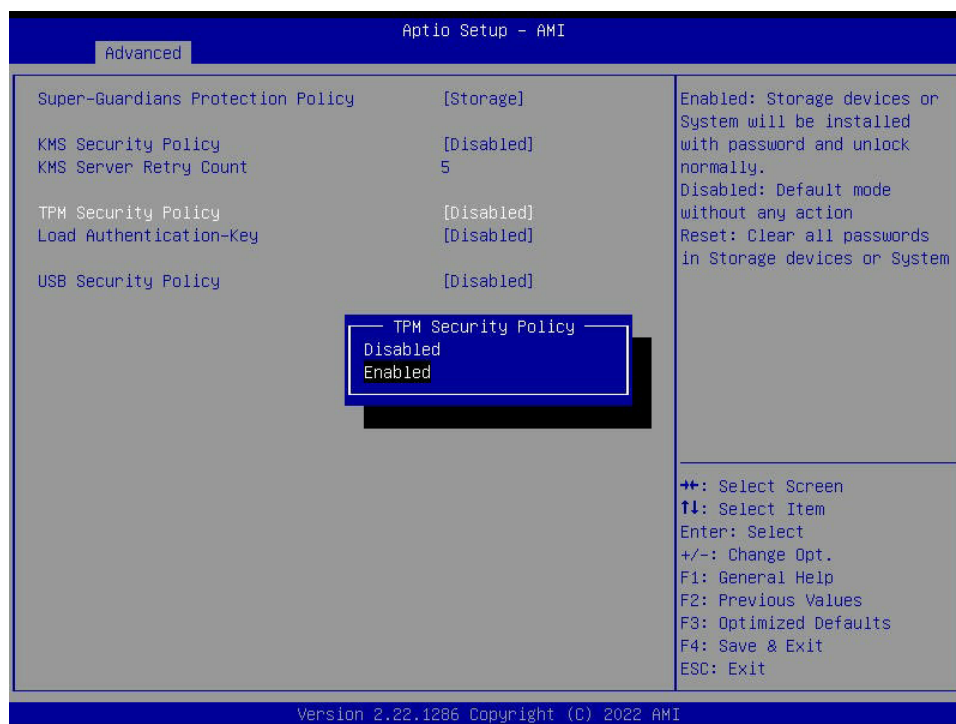 Aptio Setup – AMI
Advanced
Super-Guardians Protection Policy [Storage]
KMS Security Policy [Disabled]
KMS Server Retry Count 5
TPM Security Policy [Disabled]
Load Authentication-Key [Disabled]
USB Security Policy [Disabled]
TPM Security Policy
Disabled
Enabled
Enabled: Storage devices or
System will be installed
with password and unlock
normally.
Disabled: Default mode
without any action
Reset: Clear all passwords
in Storage devices or System
→←: Select Screen
↑↓: Select Item
Enter: Select
+/-: Change Opt.
F1: General Help
F2: Previous Values
F3: Optimized Defaults
F4: Save & Exit
ESC: Exit
Version 2.22.1286 Copyright (C) 2022 AMI